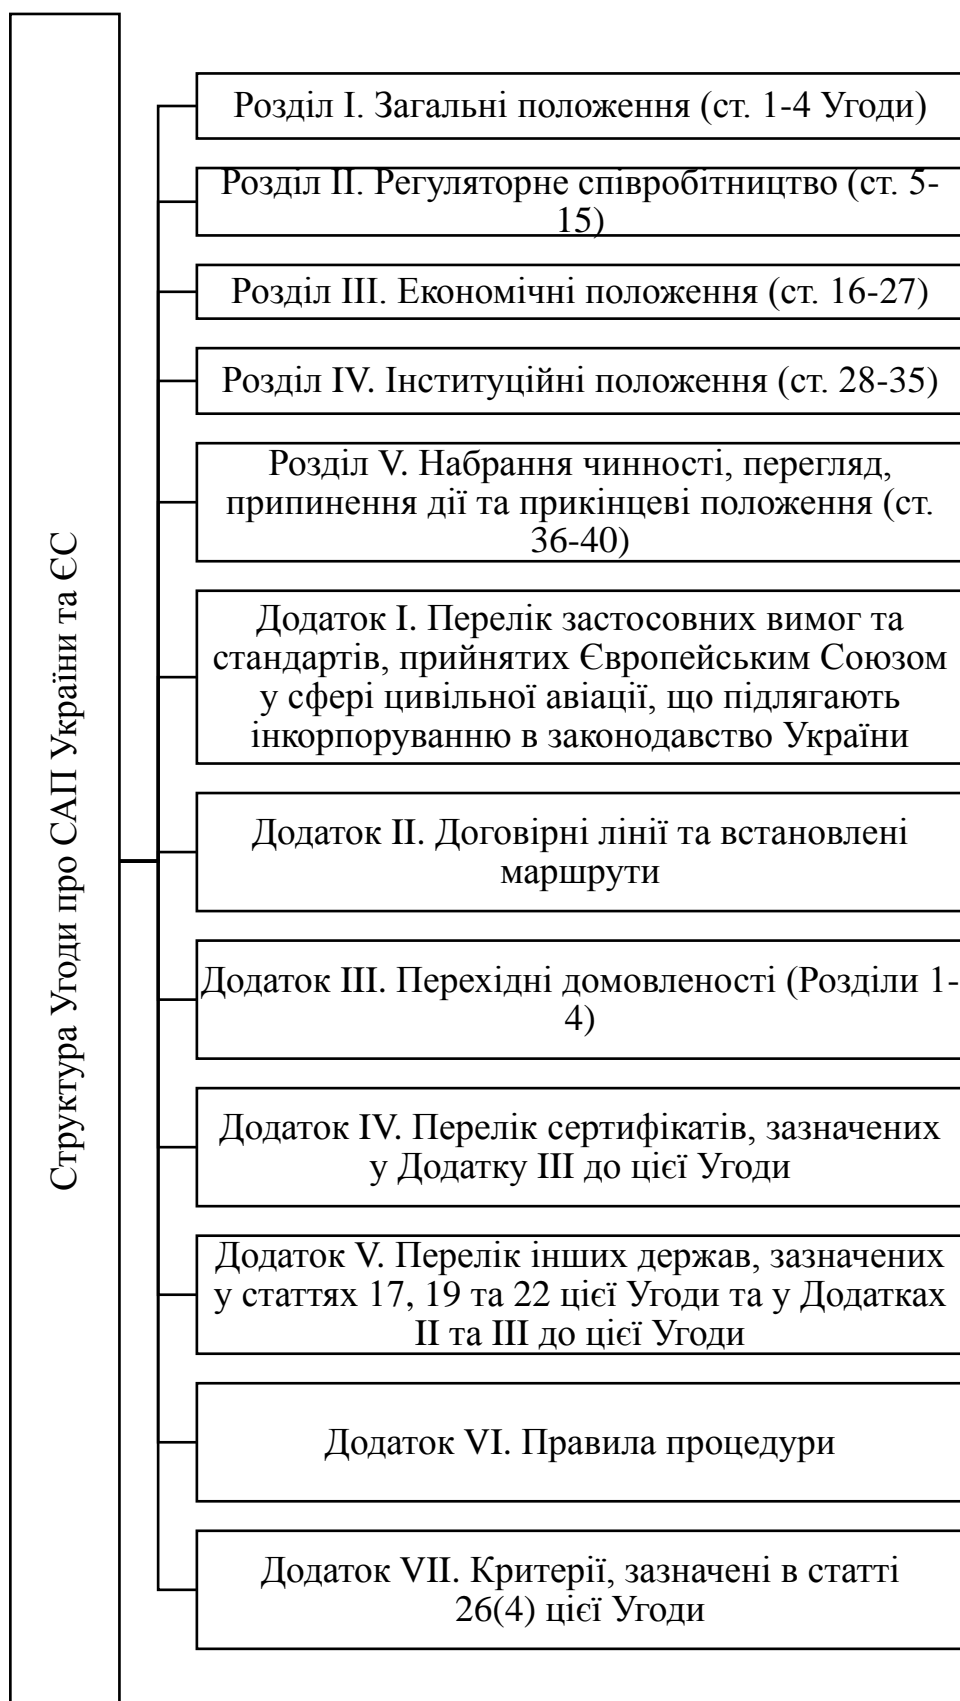 Структура Угоди про САП України та ЄС
Розділ I. Загальні положення (ст. 1-4 Угоди)
Розділ II. Регуляторне співробітництво (ст. 5-
15)
Розділ III. Економічні положення (ст. 16-27)
Розділ IV. Інституційні положення (ст. 28-35)
Розділ V. Набрання чинності, перегляд,
припинення дії та прикінцеві положення (ст.
36-40)
Додаток I. Перелік застосовних вимог та
стандартів, прийнятих Європейським Союзом
у сфері цивільної авіації, що підлягають
інкорпоруванню в законодавство України
Додаток II. Договірні лінії та встановлені
маршрути
Додаток III. Перехідні домовленості (Розділи 1-
4)
Додаток IV. Перелік сертифікатів, зазначених
у Додатку III до цієї Угоди
Додаток V. Перелік інших держав, зазначених
у статтях 17, 19 та 22 цієї Угоди та у Додатках
II та III до цієї Угоди
Додаток VI. Правила процедури
Додаток VII. Критерії, зазначені в статті
26(4) цієї Угоди